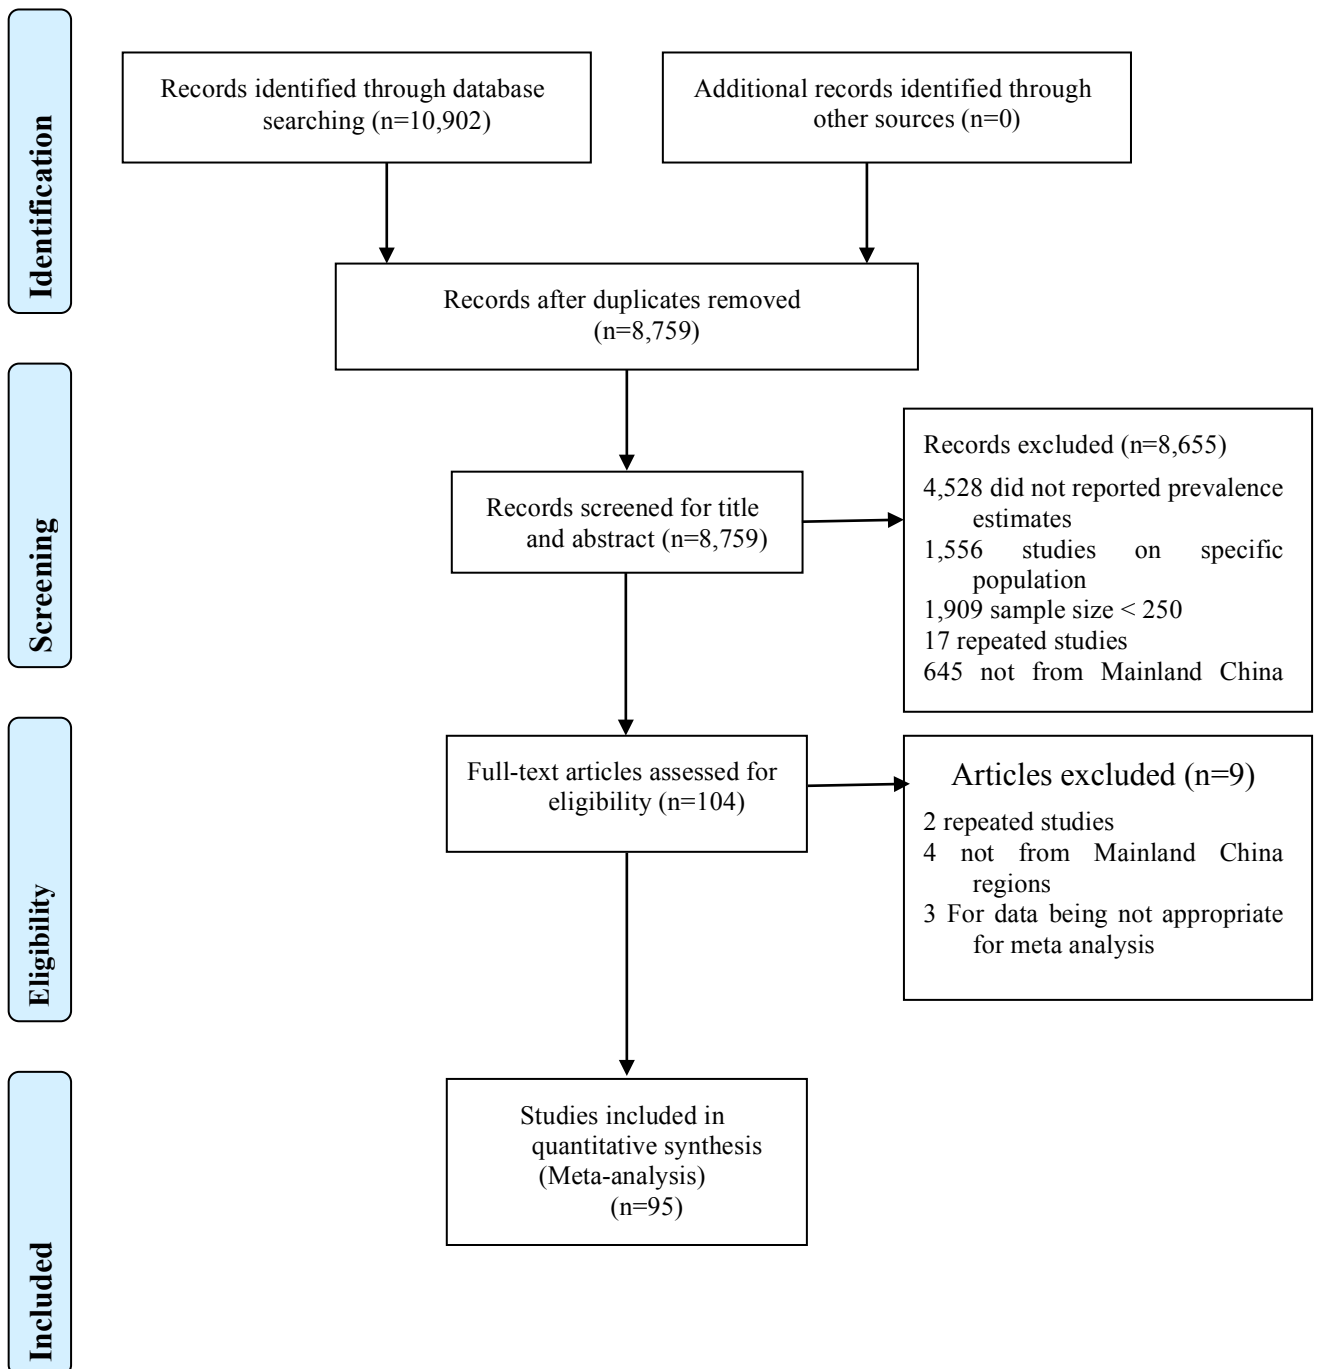 Identification
Records identified through database
searching (n=10,902)
Additional records identified through
other sources (n=0)
Records after duplicates removed
(n=8,759)
Screening
Records screened for title
and abstract (n=8,759)
Records excluded (n=8,655)
4,528 did not reported prevalence
estimates
1,556 studies on specific
population
1,909 sample size < 250
17 repeated studies
645 not from Mainland China
Eligibility
Full-text articles assessed for
eligibility (n=104)
Articles excluded (n=9)
2 repeated studies
4 not from Mainland China
regions
3 For data being not appropriate
for meta analysis
Included
Studies included in
quantitative synthesis
(Meta-analysis)
(n=95)